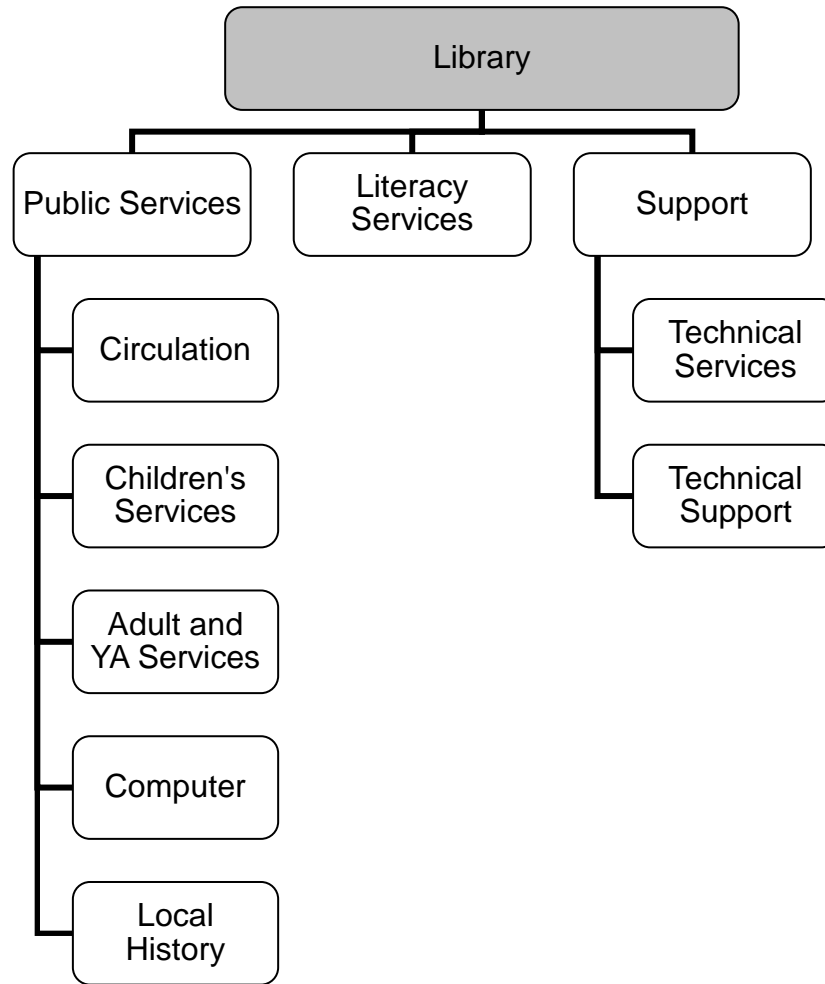 Library
Public Services
Literacy
Services
Support
Circulation
Technical
Services
Children's
Services
Technical
Support
Adult and
YA Services
Computer
Local
History